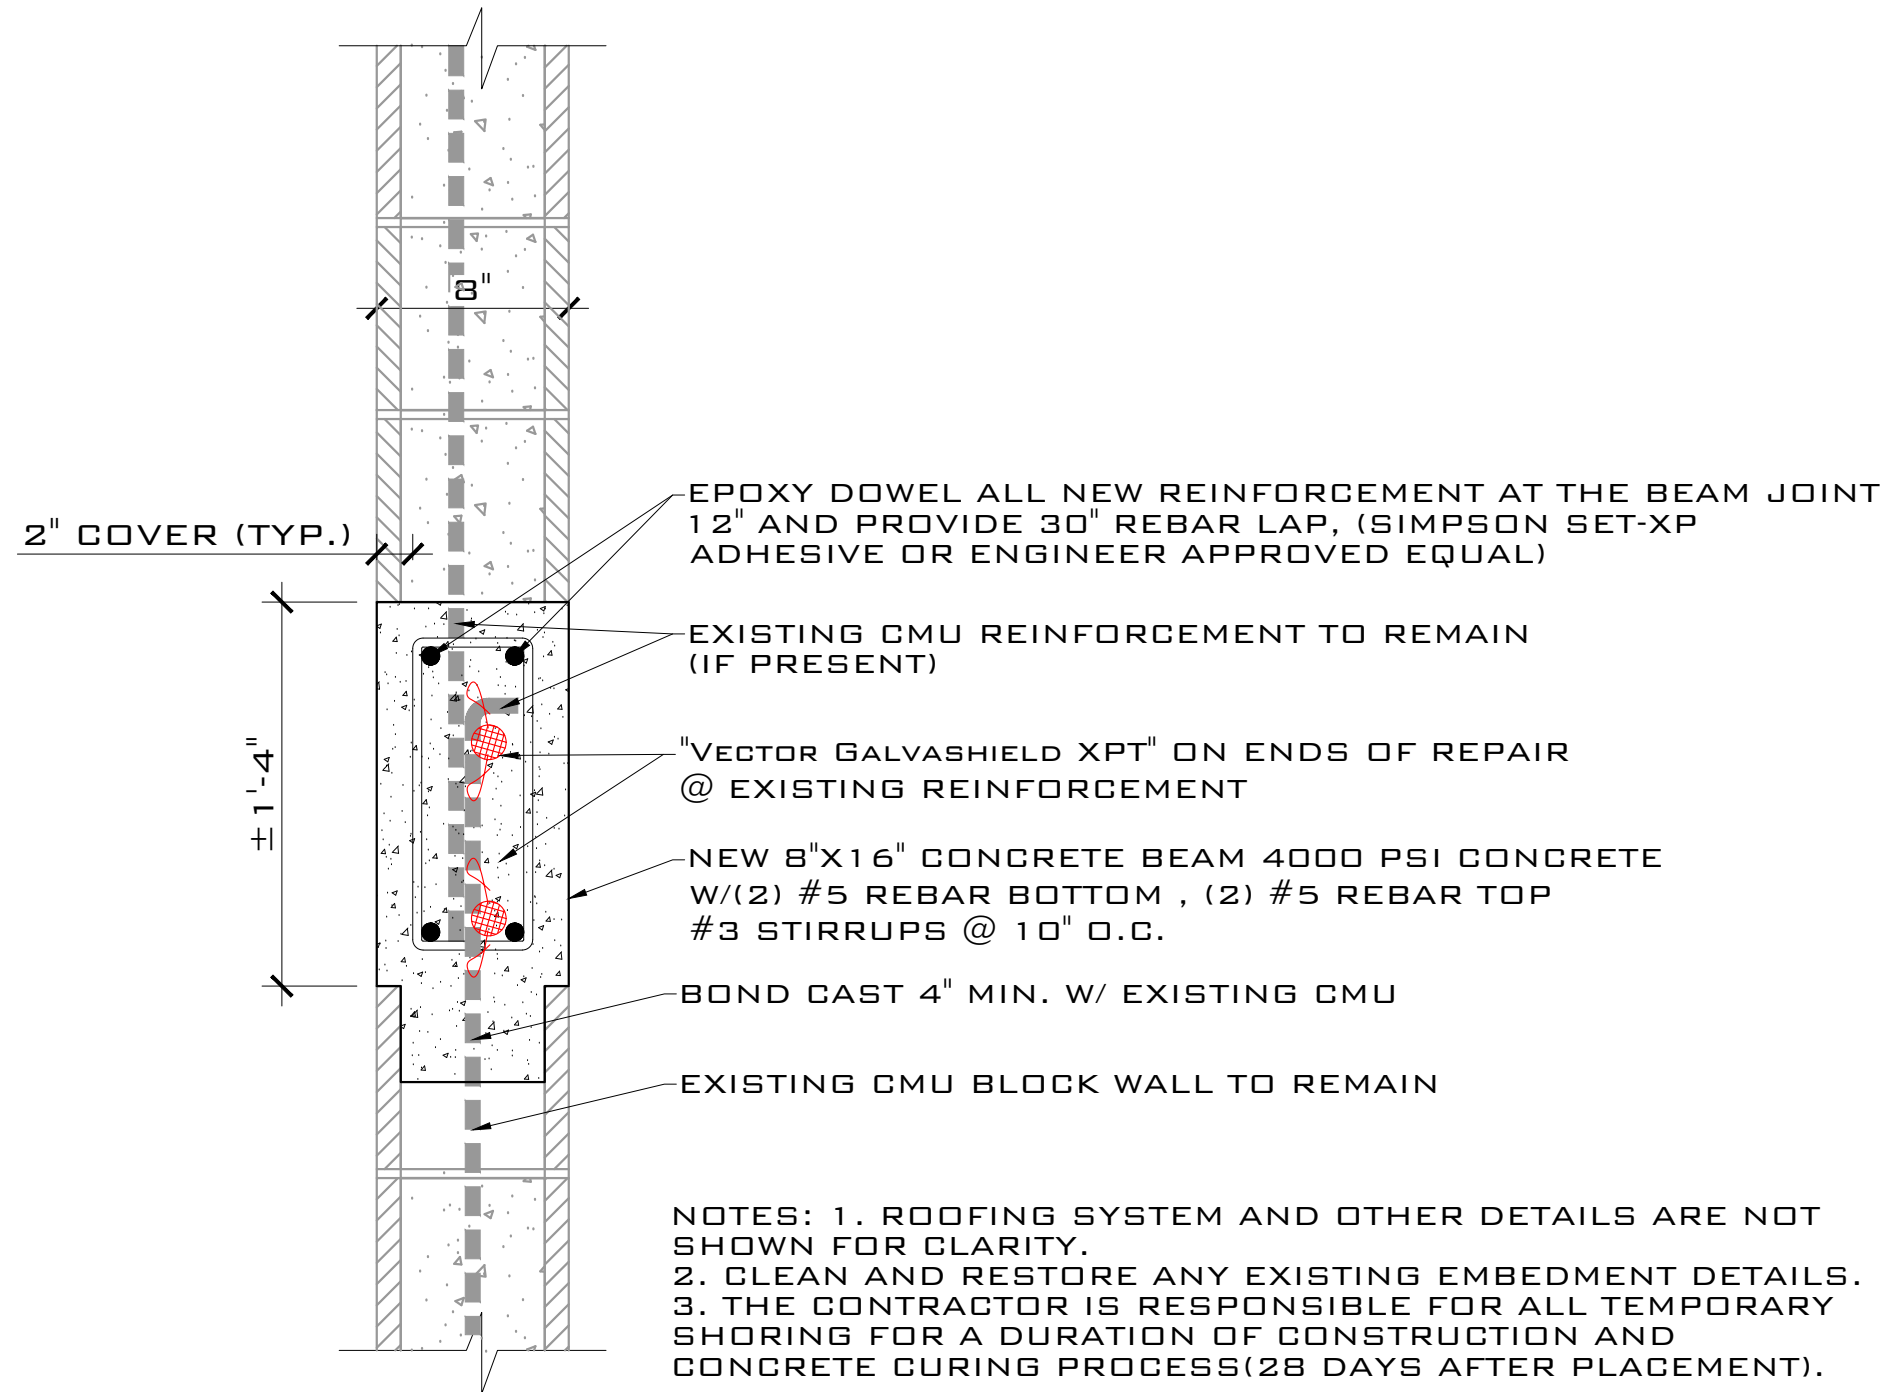 8"
EPOXY DOWEL ALL NEW REINFORCEMENT AT THE BEAM JOINT
12" AND PROVIDE 30" REBAR LAP, (SIMPSON SET-XP
ADHESIVE OR ENGINEER APPROVED EQUAL)
2" COVER (TYP.)
EXISTING CMU REINFORCEMENT TO REMAIN
(IF PRESENT)
±1'-4"
"VECTOR GALVASHIELD XPT" ON ENDS OF REPAIR
@ EXISTING REINFORCEMENT
NEW 8"X16" CONCRETE BEAM 4000 PSI CONCRETE
W/(2) #5 REBAR BOTTOM , (2) #5 REBAR TOP
#3 STIRRUPS @ 10" O.C.
BOND CAST 4" MIN. W/ EXISTING CMU
EXISTING CMU BLOCK WALL TO REMAIN
NOTES: 1. ROOFING SYSTEM AND OTHER DETAILS ARE NOT
SHOWN FOR CLARITY.
2. CLEAN AND RESTORE ANY EXISTING EMBEDMENT DETAILS.
3. THE CONTRACTOR IS RESPONSIBLE FOR ALL TEMPORARY
SHORING FOR A DURATION OF CONSTRUCTION AND
CONCRETE CURING PROCESS(28 DAYS AFTER PLACEMENT).